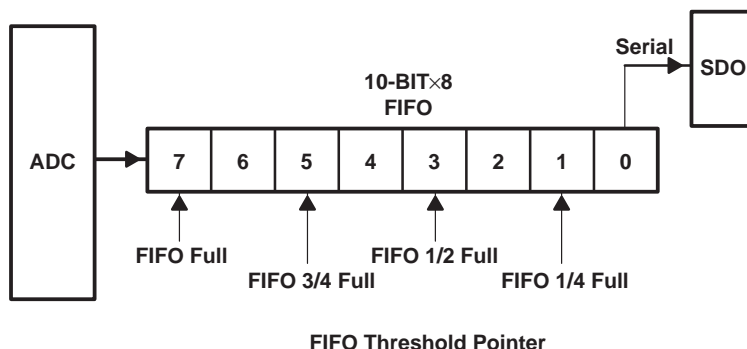 Serial
SDO
10-BIT×8
FIFO
ADC
7 6 5 4 3 2 1 0
FIFO Full
FIFO 1/2 Full
FIFO 3/4 Full
FIFO 1/4 Full
FIFO Threshold Pointer